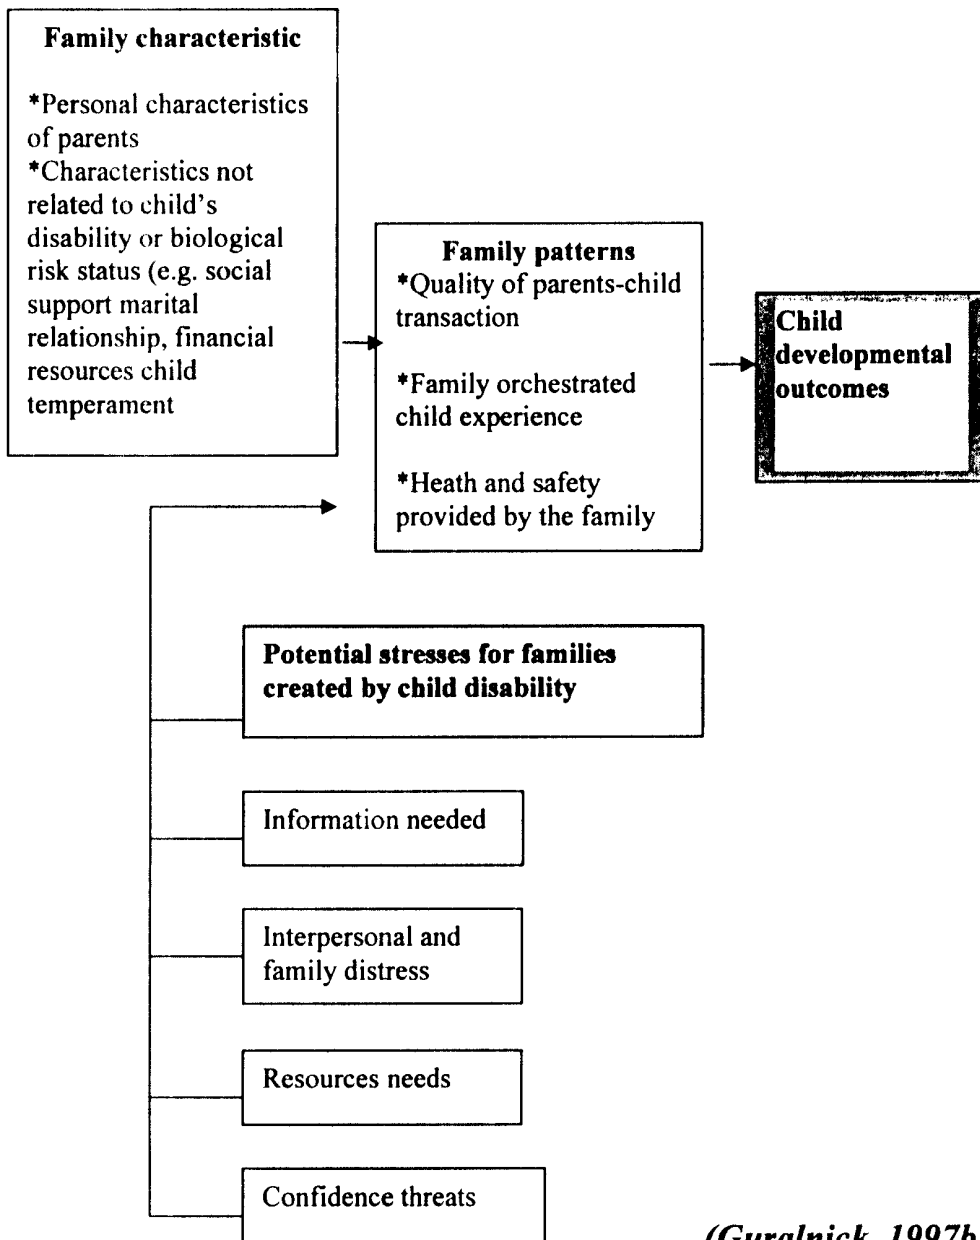 Family characteristic
*Personal characteristics
of parents
*Characteristics not
related to child's
disability or biological
risk status (e.g. social
support marital
relationship, financial
resources child
temperament
Family patterns
*Quality of parents-child
transaction
*Family orchestrated
child experience
*Heath and safety
provided by the family
Child
developmental
outcomes
Potential stresses for families
created by child disability
Information needed
Interpersonal and
family distress
Resources needs
Confidence threats
(Guralnick, 1997b